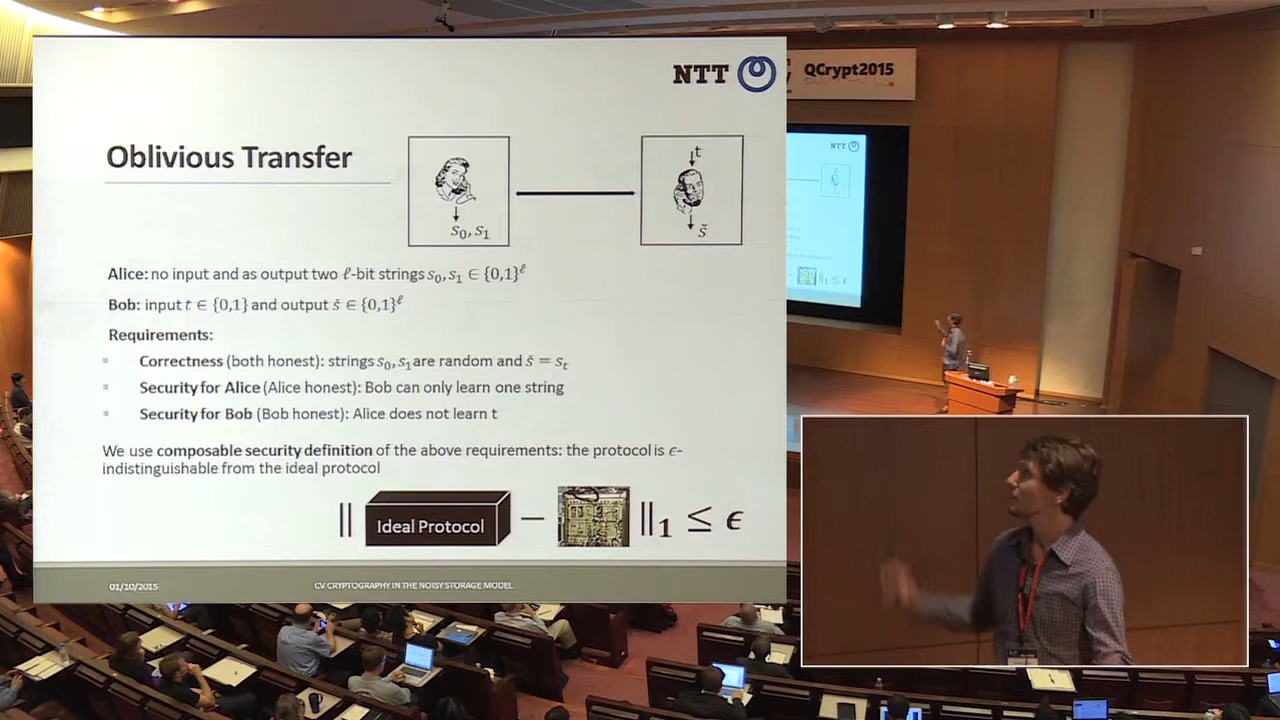 NTT
QCrypt2015
Oblivious Transfer
t
s₀, s₁
s̃
Alice: no input and as output two ℓ-bit strings s₀, s₁ ∈ {0,1}^ℓ
Bob: input t ∈ {0,1} and output s̃ ∈ {0,1}^ℓ
Requirements:
Correctness (both honest): strings s₀, s₁ are random and s̃ = s_t
Security for Alice (Alice honest): Bob can only learn one string
Security for Bob (Bob honest): Alice does not learn t
We use composable security definition of the above requirements: the protocol is ϵ-
indistinguishable from the ideal protocol
|| Ideal Protocol − ||₁ ≤ ϵ
01/10/2015 CV CRYPTOGRAPHY IN THE NOISY STORAGE MODEL
NTT
|| ₁ ≤ ϵ